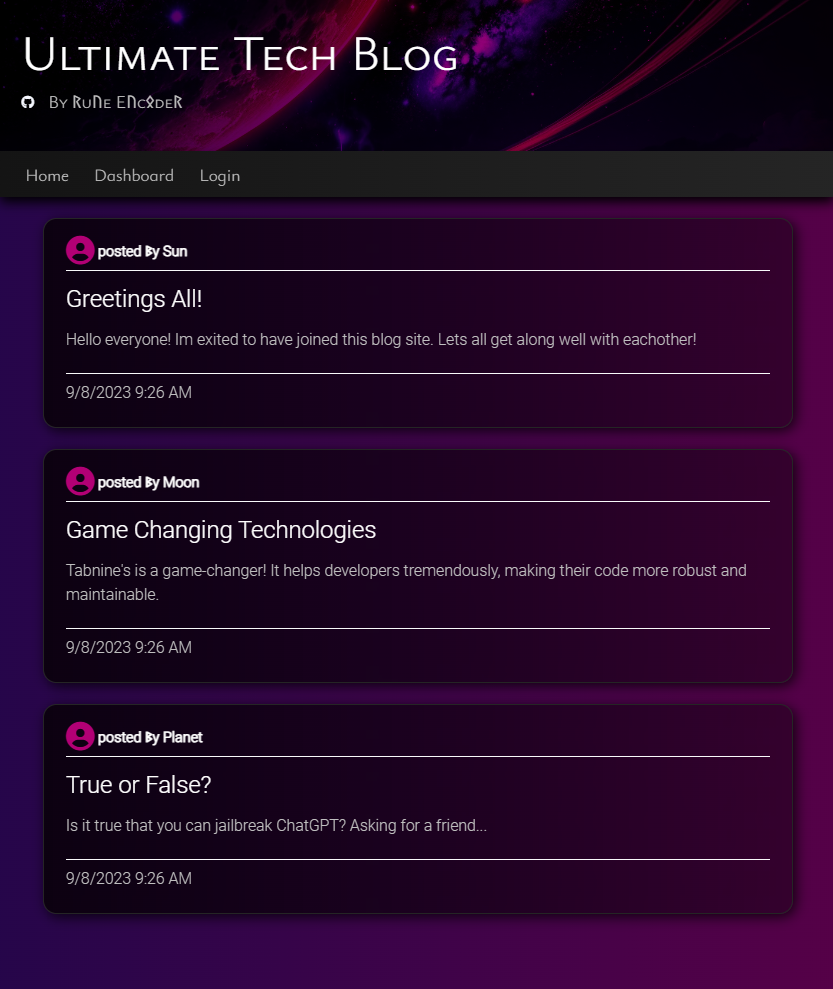 Ultimate Tech Blog
By ᱬuᑎe Eᑎcᛟdeᖇ
Home Dashboard Login
posted By Sun
Greetings All!
Hello everyone! Im exited to have joined this blog site. Lets all get along well with eachother!
9/8/2023 9:26 AM
posted By Moon
Game Changing Technologies
Tabnine's is a game-changer! It helps developers tremendously, making their code more robust and
maintainable.
9/8/2023 9:26 AM
posted By Planet
True or False?
Is it true that you can jailbreak ChatGPT? Asking for a friend...
9/8/2023 9:26 AM